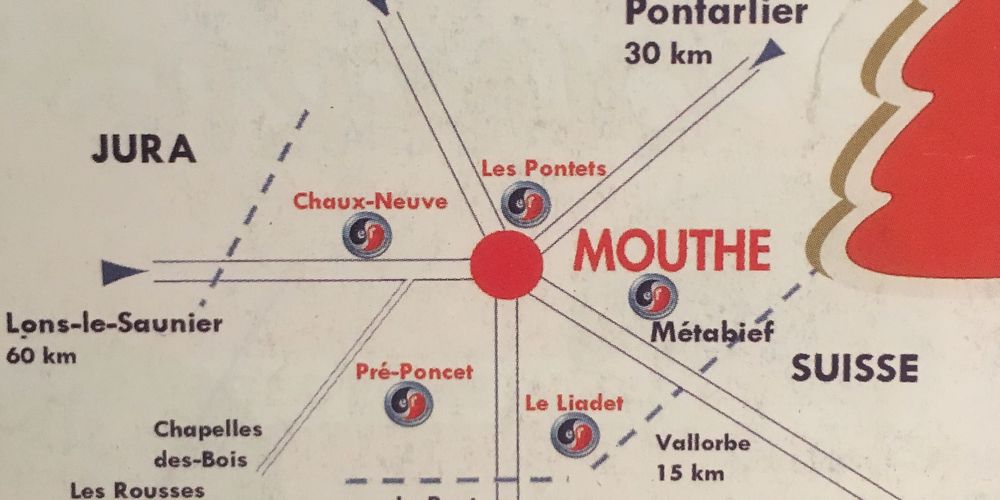 Pontarlier
30 km
JURA
Les Pontets
Chaux-Neuve
MOUTHE
Lons-le-Saunier
60 km
Métabief
SUISSE
Pré-Poncet
Le Liadet
Chapelles
des-Bois
Vallorbe
15 km
Les Rousses